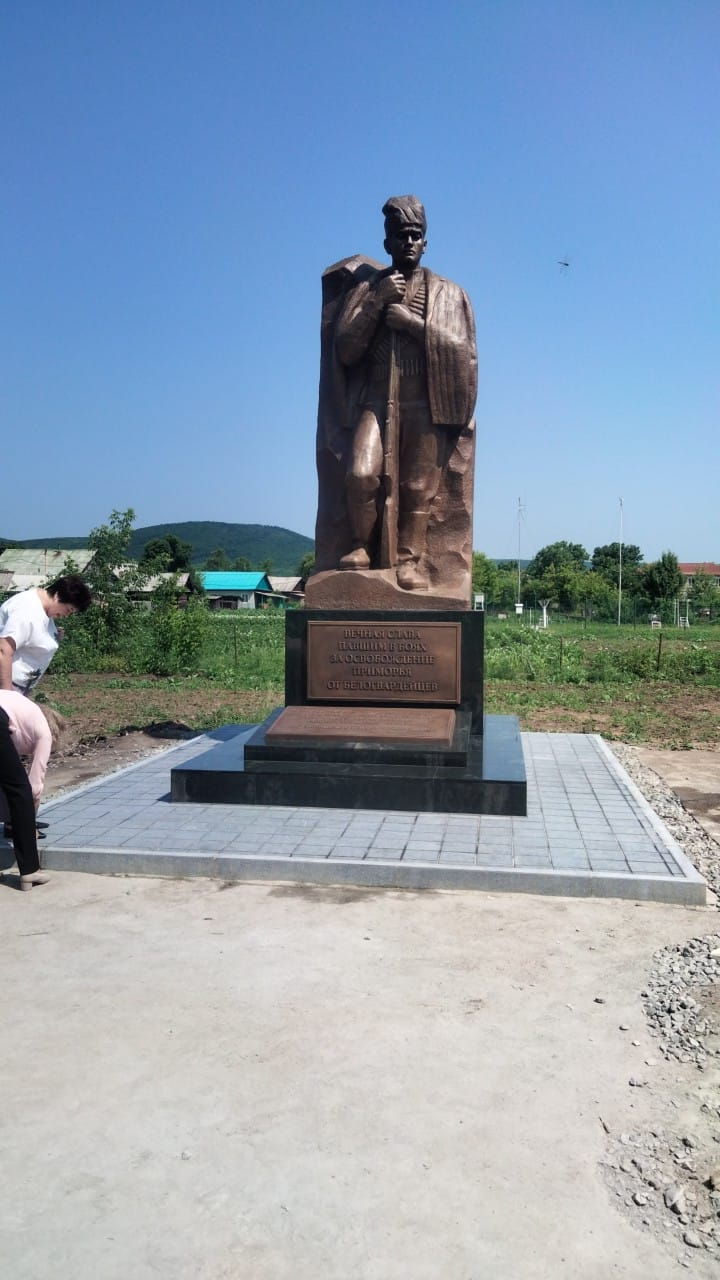 ВЕЧНАЯ СЛАВА
ПАВШИМ В БОЯХ
ЗА ОСВОБОЖДЕНИЕ
ПРИМОРЬЯ
ОТ БЕЛОГВАРДЕЙЦЕВ